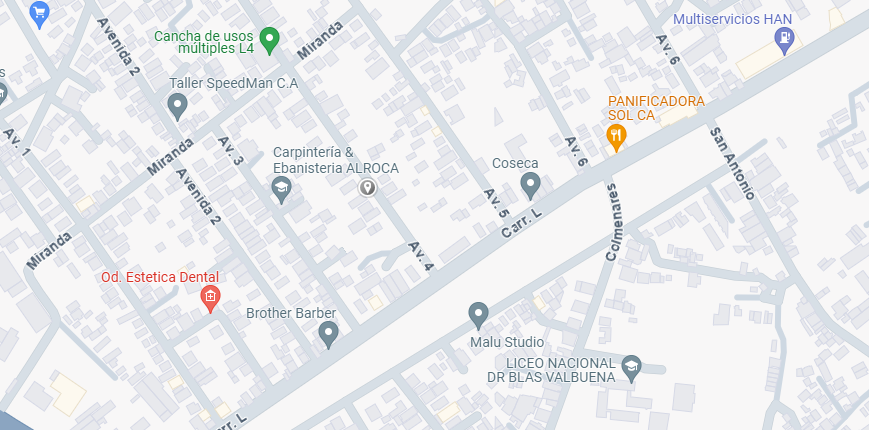 Multiservicios HAN
Avenida 2
Cancha de usos
múltiples L4
Miranda
Av. 6
s
Taller SpeedMan C.A
PANIFICADORA
SOL CA
Av. 1
Miranda
Av. 3
Carpintería &
Ebanisteria ALROCA
Av. 6
San Antonio
Coseca
Avenida 2
Av. 5
Carr. L
Colmenares
Miranda
Av. 4
Od. Estetica Dental
Brother Barber
Malu Studio
LICEO NACIONAL
DR BLAS VALBUENA
rr. L